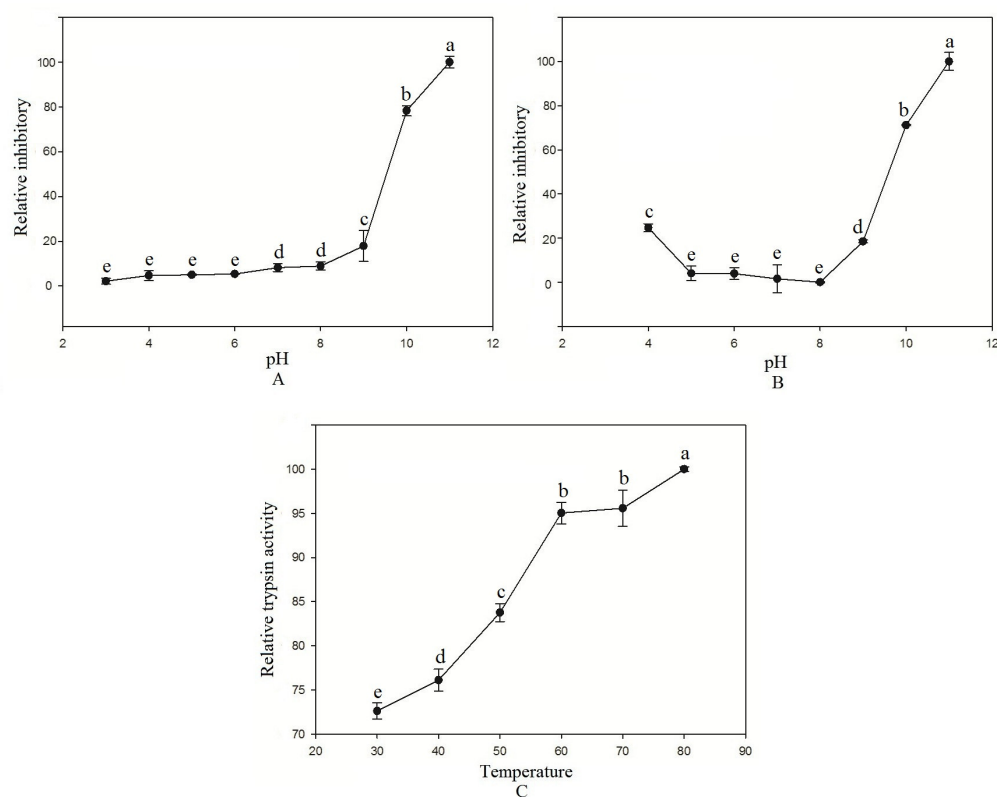 Relative inhibitory
100
80
60
40
20
0
e e e e d d c b a
2 4 6 8 10 12
pH
A
Relative inhibitory
100
80
60
40
20
0
c e e e e d b a
2 4 6 8 10 12
pH
B
Relative trypsin activity
100
95
90
85
80
75
70
e d c b b a
20 30 40 50 60 70 80 90
Temperature
C